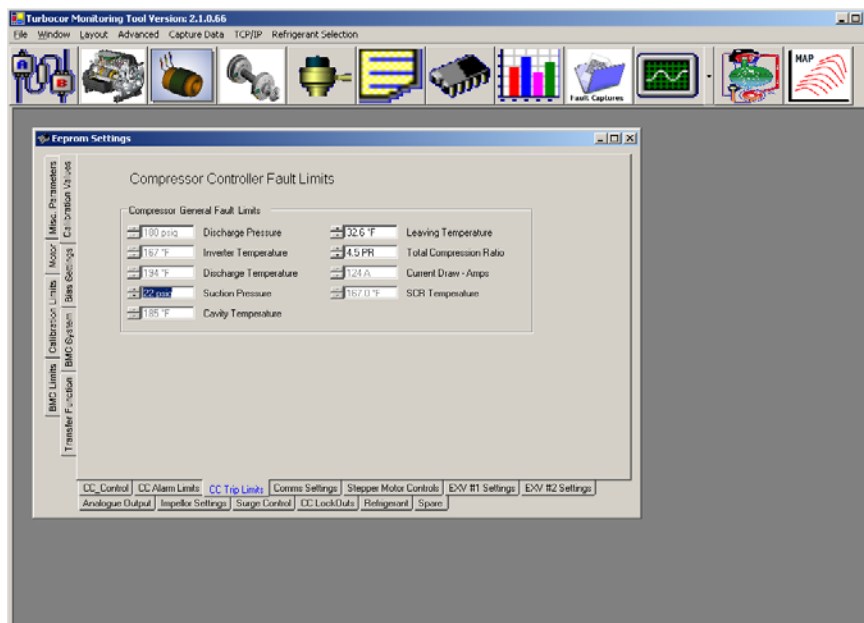 Turbocor Monitoring Tool Version: 2.1.0.66
File Window Layout Advanced Capture Data TCP/IP Refrigerant Selection
A
B
Fault Captures
MAP
Eeprom Settings
BMC Limits Calibration Limits Motor Misc. Parameters
Transfer Function BMC System Bias Settings Calibration Values
Compressor Controller Fault Limits
Compressor General Fault Limits
180 psig Discharge Pressure 32.6 °F Leaving Temperature
167 °F Inverter Temperature 4.5 PR Total Compression Ratio
194 °F Discharge Temperature 124 A Current Draw - Amps
22 psig Suction Pressure 167.0 °F SCR Temperature
185 °F Cavity Temperature
CC_Control CC Alarm Limits CC Trip Limits Comms Settings Stepper Motor Controls EXV #1 Settings EXV #2 Settings
Analogue Output Impellor Settings Surge Control CC LockOuts Refrigerant Spare